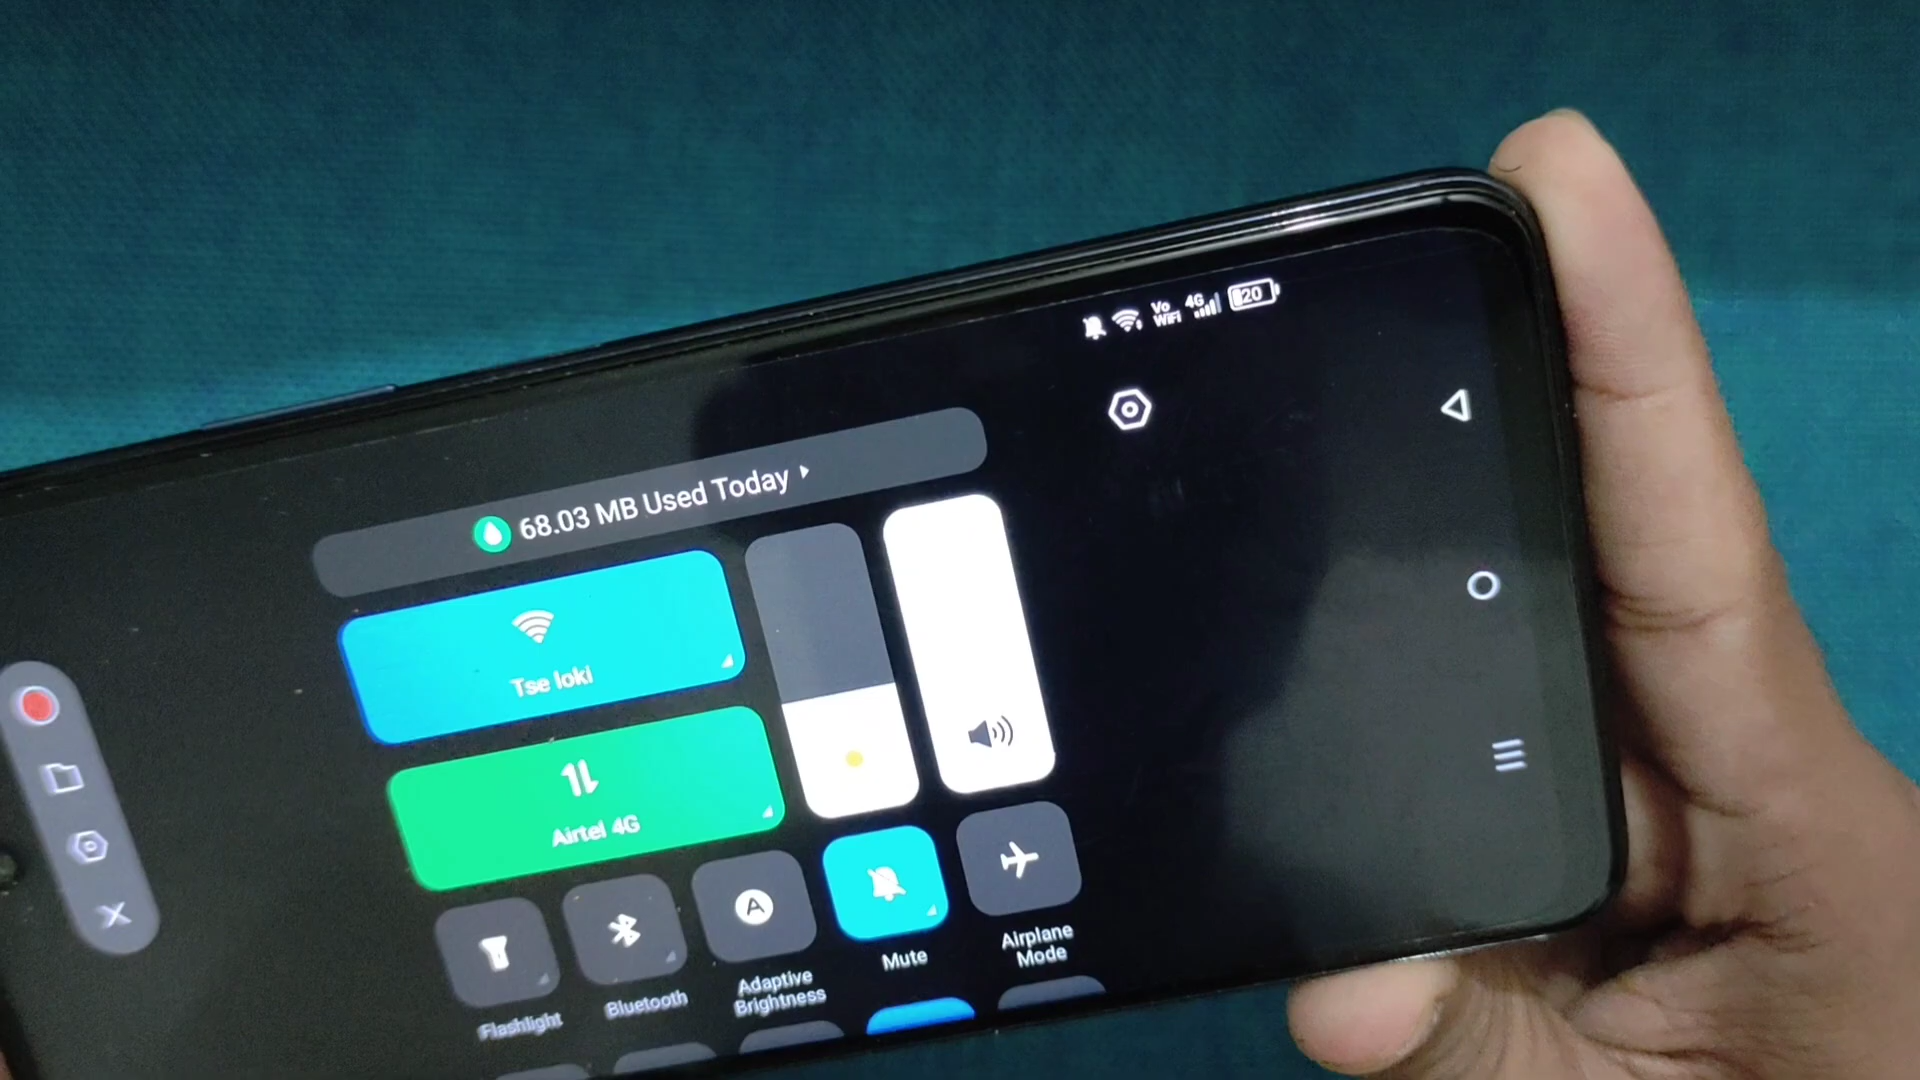 Vo
WiFi
4G
20
68.03 MB Used Today
Tse loki
Airtel 4G
Flashlight
Bluetooth
Adaptive
Brightness
Mute
Airplane
Mode